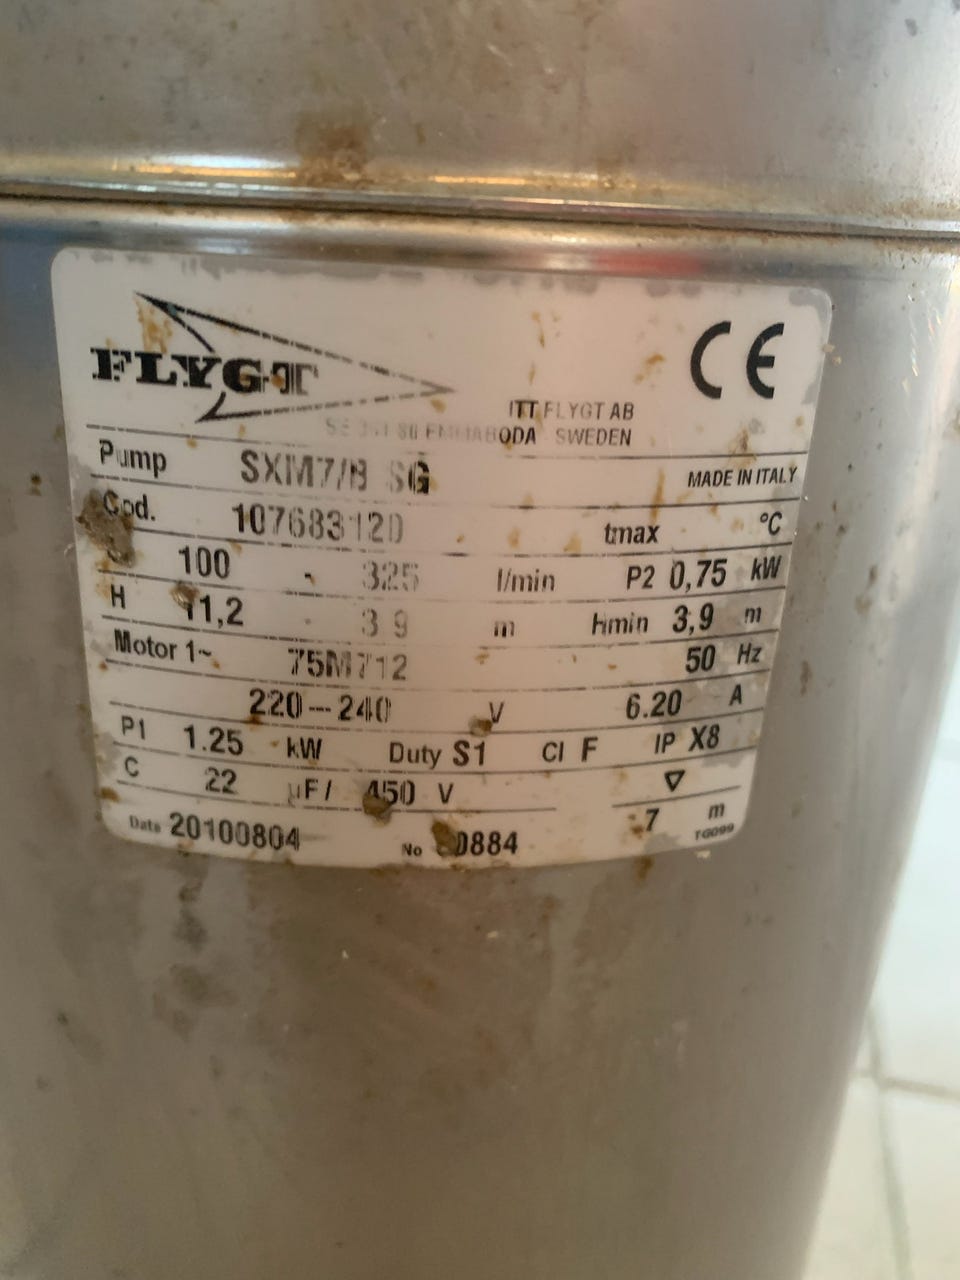 FLYGT
CE
ITT FLYGT AB
EMMABODA SWEDEN
Pump SXM7/B SG MADE IN ITALY
Cod. 107683120 tmax °C
100 - 325 l/min P2 0,75 kW
H 11,2 - 3 9 m Hmin 3,9 m
Motor 1~ 75M712 50 Hz
220---240 V 6.20 A
P1 1.25 kW Duty S1 Cl F IP X8
C 22 µF/ 450 V ▽
7 m
Date 20100804 No 0884 TG099